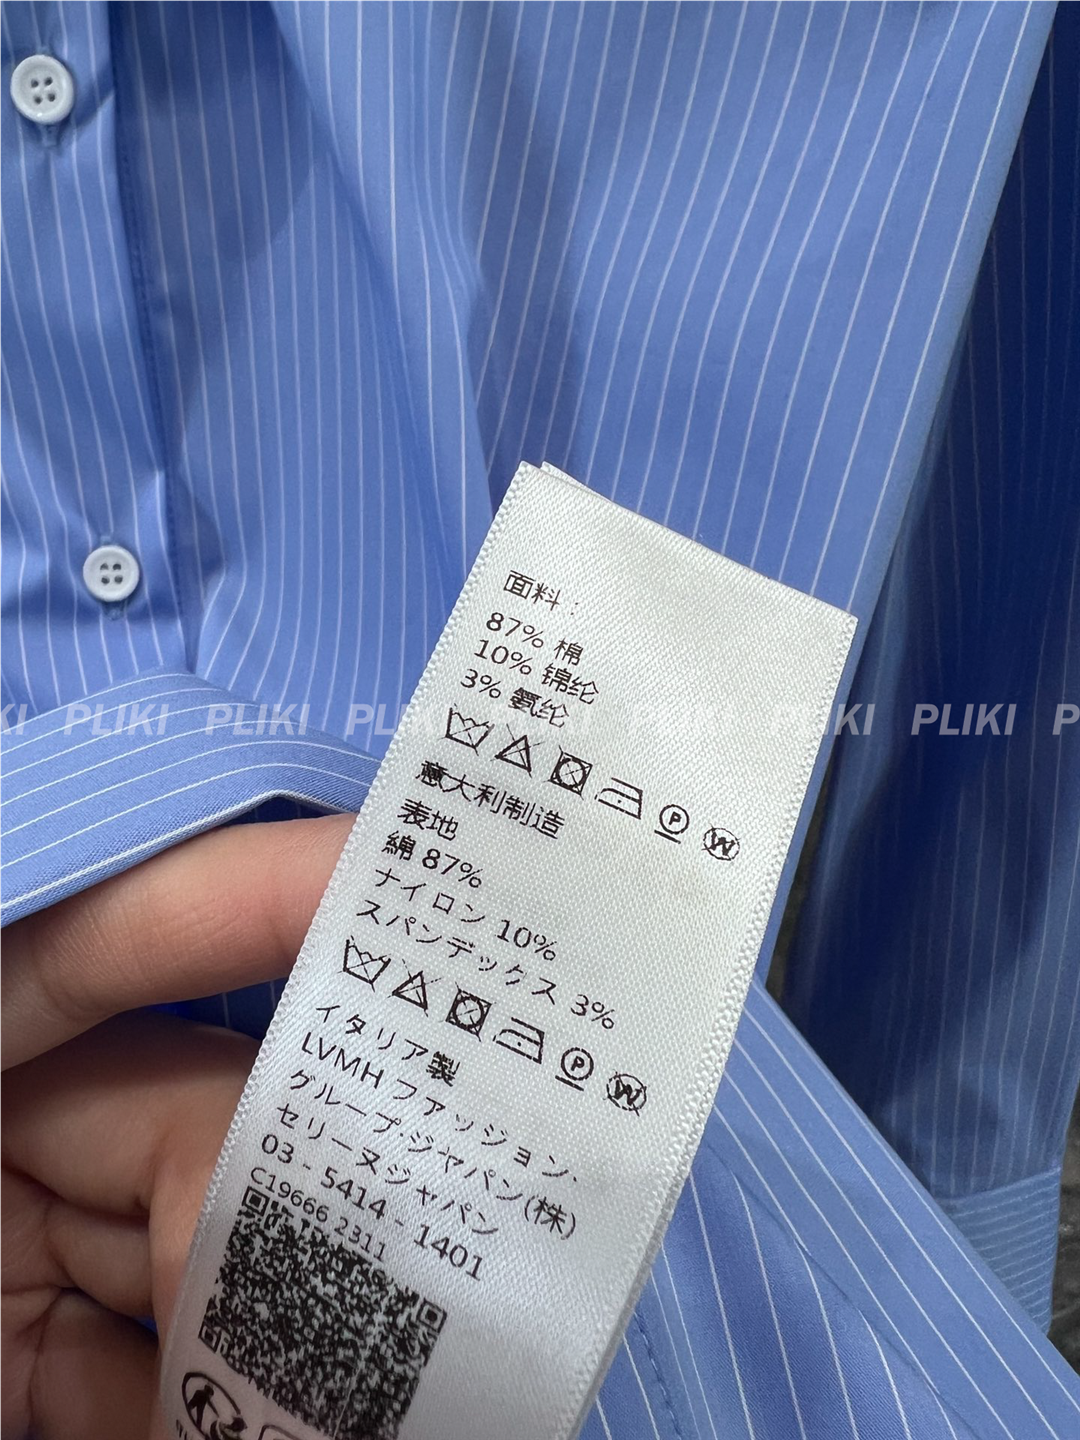 面料：
87% 棉
10% 锦纶
3% 氨纶
意大利制造
表地
綿 87%
ナイロン 10%
スパンデックス 3%
イタリア製
LVMH ファッション、
グループ・ジャパン(株)
セリーヌジャパン
03 - 5414 - 1401
C19666 2311
PLIKI PLIKI PLIKI PLIKI PLIKI